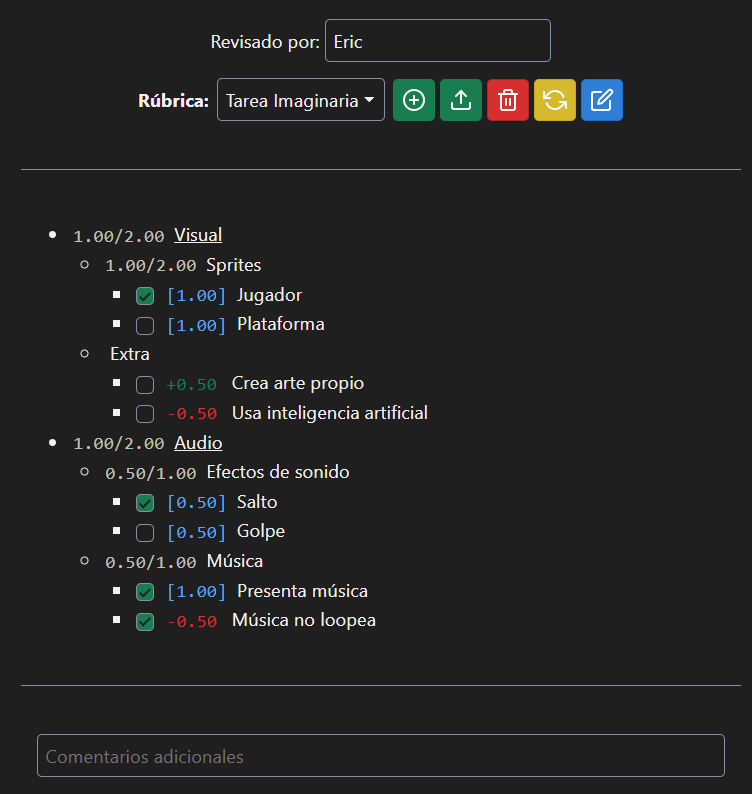 Revisado por: Eric
Rúbrica: Tarea Imaginaria
1.00/2.00 Visual
1.00/2.00 Sprites
[1.00] Jugador
[1.00] Plataforma
Extra
+0.50 Crea arte propio
-0.50 Usa inteligencia artificial
1.00/2.00 Audio
0.50/1.00 Efectos de sonido
[0.50] Salto
[0.50] Golpe
0.50/1.00 Música
[1.00] Presenta música
-0.50 Música no loopea
Comentarios adicionales